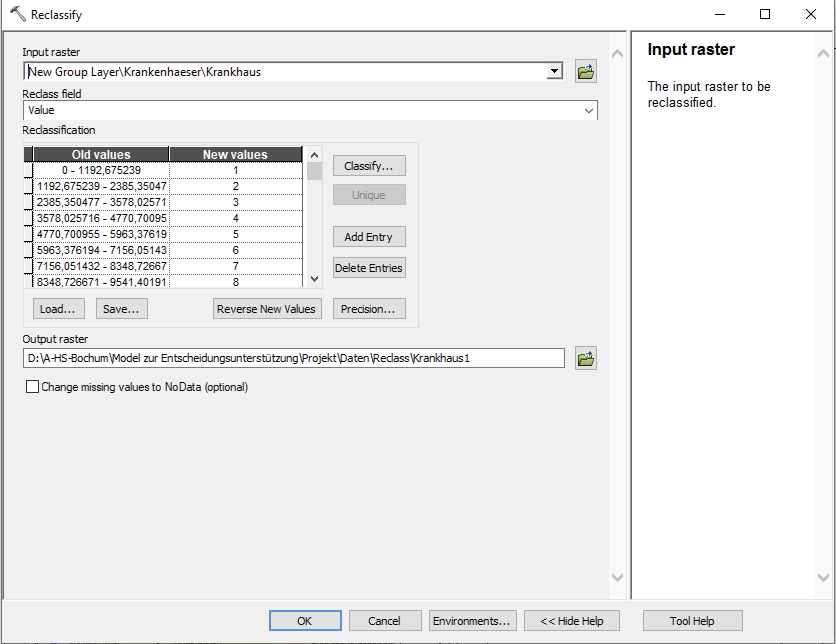 Reclassify
Input raster
New Group Layer\Krankenhaeser\Krankhaus
Reclass field
Value
Reclassification
Old values New values
0 - 1192,675239 1
1192,675239 - 2385,35047 2
2385,350477 - 3578,02571 3
3578,025716 - 4770,70095 4
4770,700955 - 5963,37619 5
5963,376194 - 7156,05143 6
7156,051432 - 8348,72667 7
8348,726671 - 9541,40191 8
Classify...
Unique
Add Entry
Delete Entries
Load... Save... Reverse New Values Precision...
Output raster
D:\A-HS-Bochum\Model zur Entscheidungsunterstützung\Projekt\Daten\Reclass\Krankhaus1
Change missing values to NoData (optional)
Input raster
The input raster to be
reclassified.
OK Cancel Environments... << Hide Help Tool Help